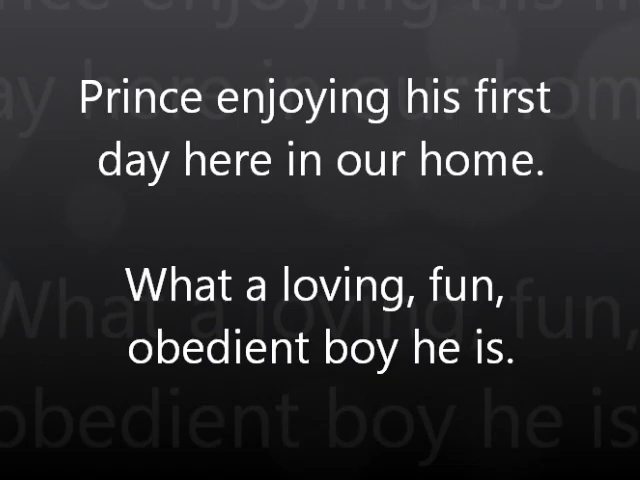 Prince enjoying his first
day here in our home.
What a loving, fun,
obedient boy he is.